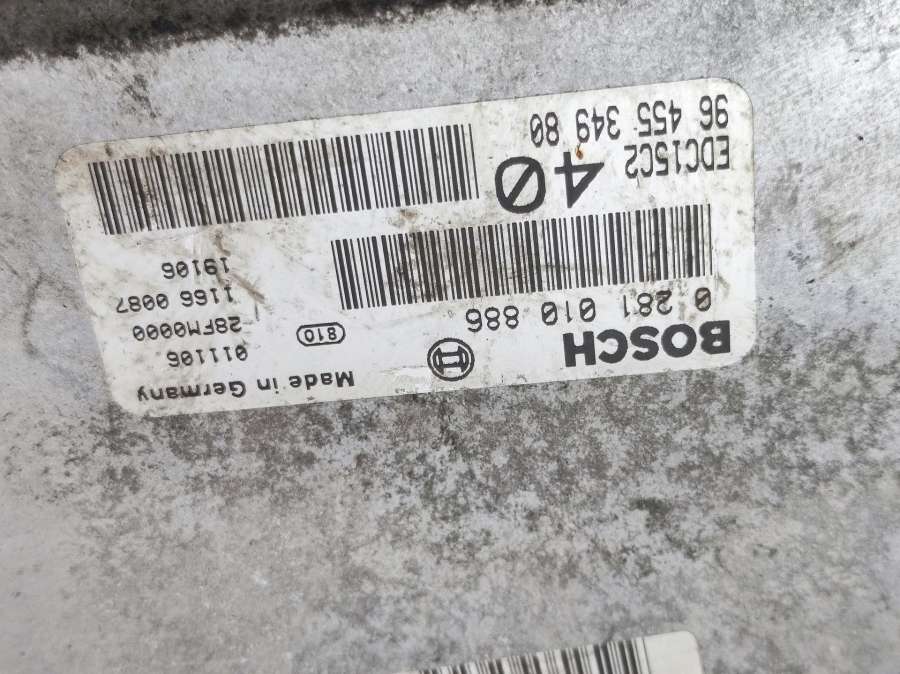 BOSCH
Made in Germany
0 281 010 886
810
011106
28FM0000
1166 0087
19106
40
EDC15C2
96 455 349 80